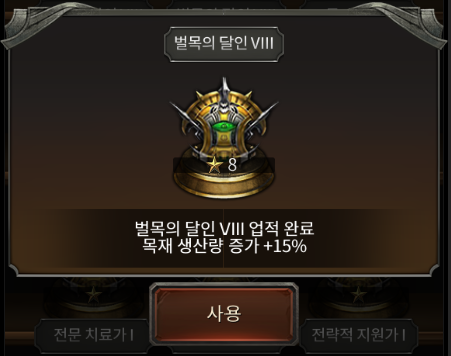 벌목의 달인 VIII
8
벌목의 달인 VIII 업적 완료
목재 생산량 증가 +15%
사용
전문 치료가 I
전략적 지원가 I